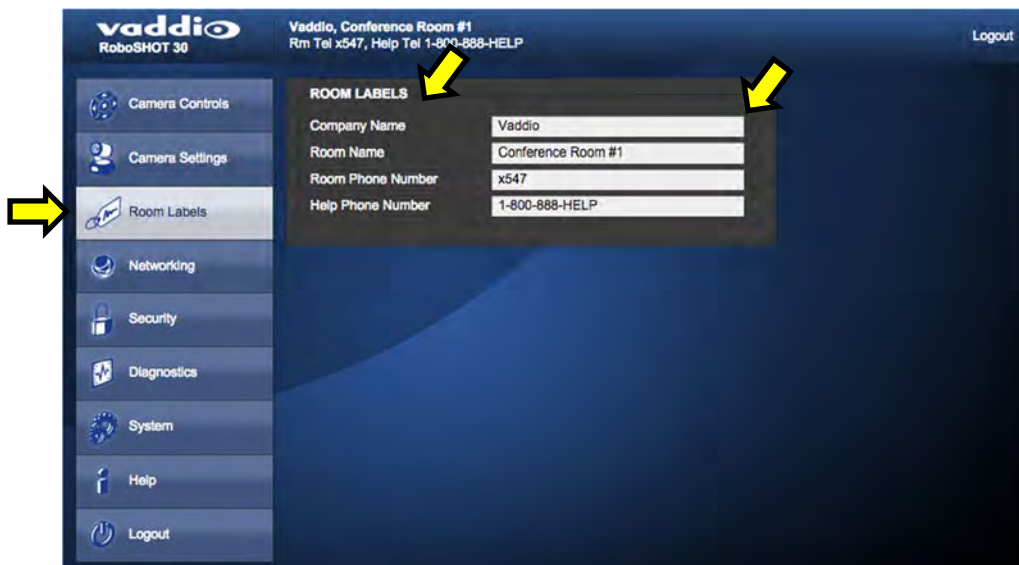 vaddio
RoboSHOT 30
Vaddio, Conference Room #1
Rm Tel x547, Help Tel 1-800-888-HELP
Logout
Camera Controls
Camera Settings
Room Labels
Networking
Security
Diagnostics
System
Help
Logout
ROOM LABELS
Company Name Vaddio
Room Name Conference Room #1
Room Phone Number x547
Help Phone Number 1-800-888-HELP